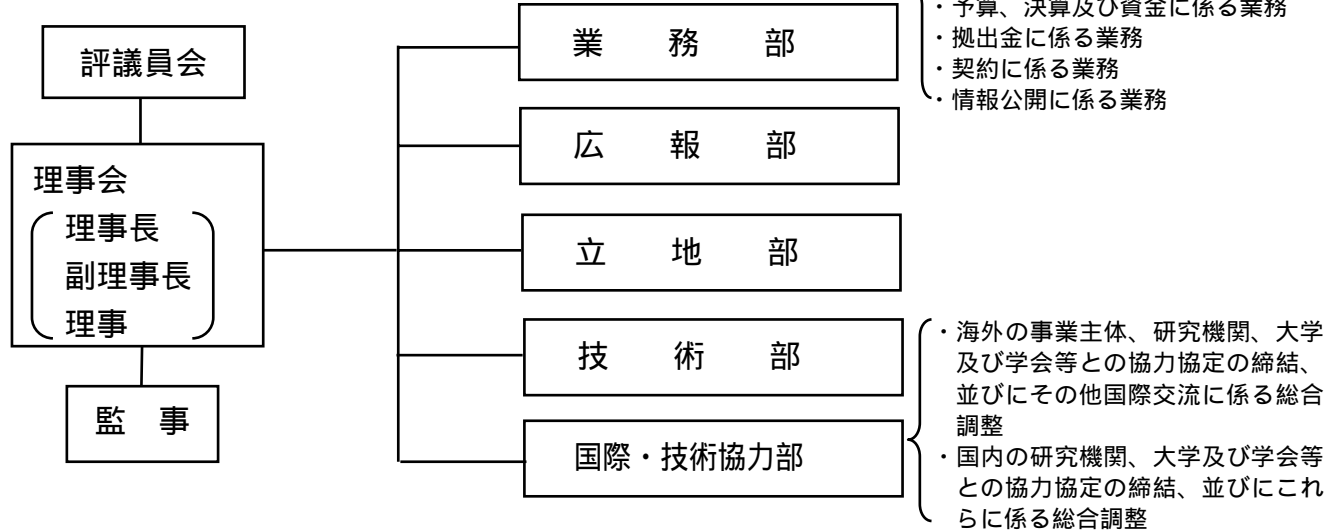 ・予算、決算及び資金に係る業務
・拠出金に係る業務
・契約に係る業務
・情報公開に係る業務
評議員会
理事会
理事長
副理事長
理事
監　事
業　務　部
広　報　部
立　地　部
技　術　部
国際・技術協力部
・海外の事業主体、研究機関、大学
及び学会等との協力協定の締結、
並びにその他国際交流に係る総合
調整
・国内の研究機関、大学及び学会等
との協力協定の締結、並びにこれ
らに係る総合調整